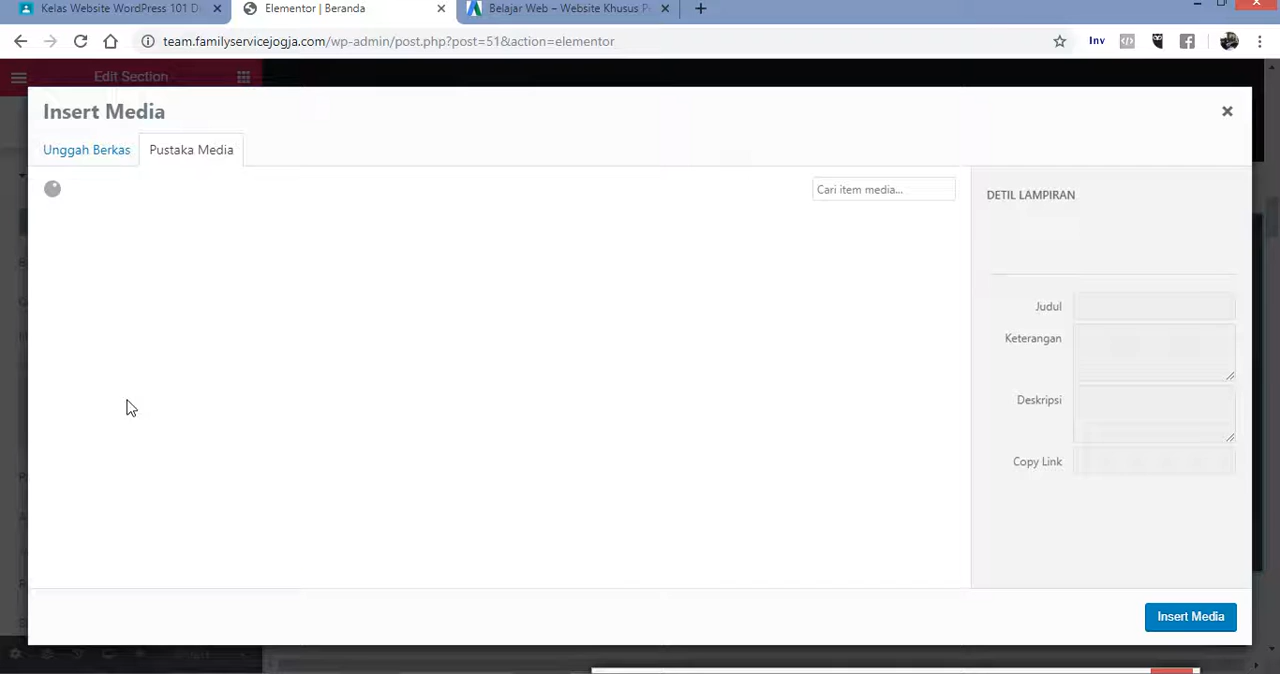 Kelas Website WordPress 101 D
Elementor | Beranda
Belajar Web – Website Khusus P
team.familyservicejogja.com/wp-admin/post.php?post=51&action=elementor
Inv
Edit Section
Insert Media
Unggah Berkas
Pustaka Media
Cari item media...
DETIL LAMPIRAN
Judul
Keterangan
Deskripsi
Copy Link
Insert Media